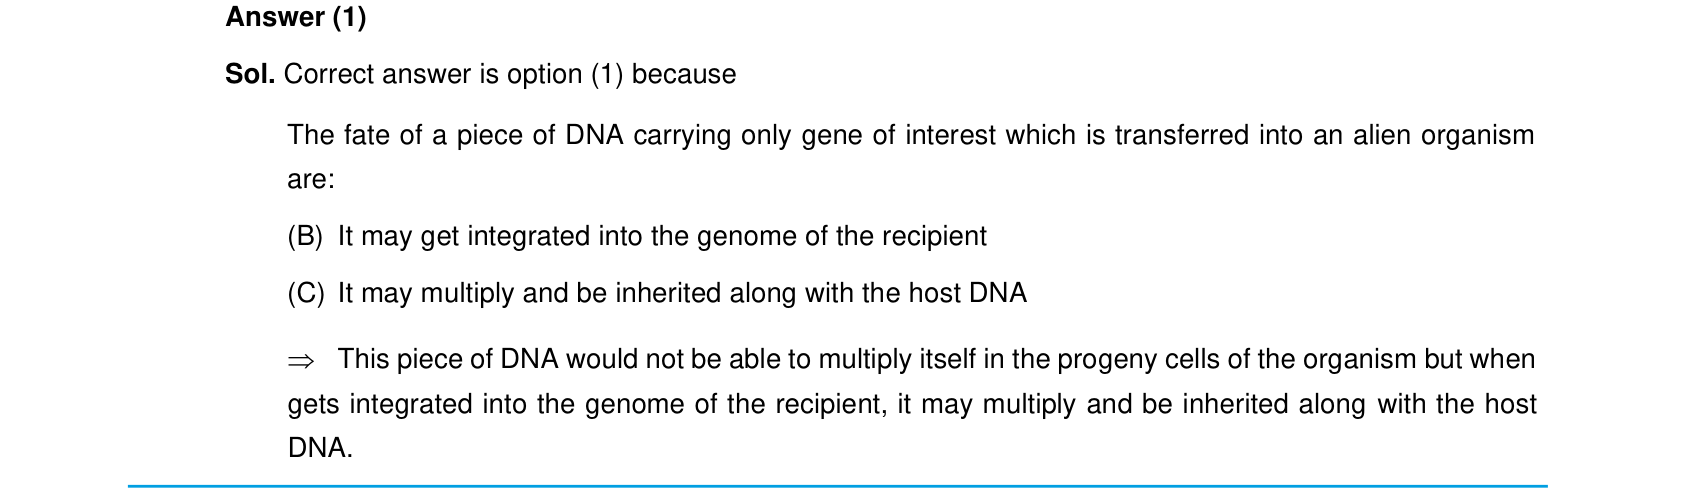 Answer (1)
Sol. Correct answer is option (1) because
The fate of a piece of DNA carrying only gene of interest which is transferred into an alien organism
are:
(B) It may get integrated into the genome of the recipient
(C) It may multiply and be inherited along with the host DNA
⇒ This piece of DNA would not be able to multiply itself in the progeny cells of the organism but when
gets integrated into the genome of the recipient, it may multiply and be inherited along with the host
DNA.